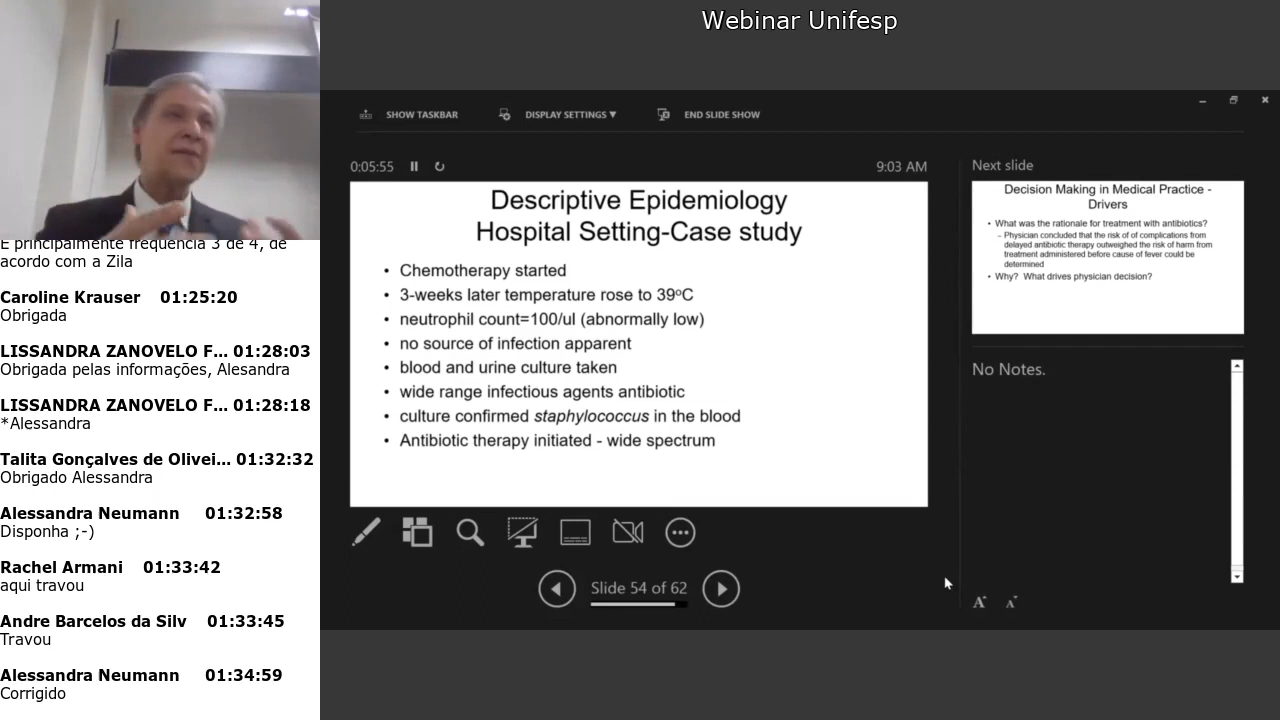 Webinar Unifesp
E principalmente frequência 3 de 4, de
acordo com a Zila
Caroline Krauser 01:25:20
Obrigada
LISSANDRA ZANOVELO F... 01:28:03
Obrigada pelas informações, Alesandra
LISSANDRA ZANOVELO F... 01:28:18
*Alessandra
Talita Gonçalves de Olivei... 01:32:32
Obrigado Alessandra
Alessandra Neumann 01:32:58
Disponha ;-)
Rachel Armani 01:33:42
aqui travou
Andre Barcelos da Silv 01:33:45
Travou
Alessandra Neumann 01:34:59
Corrigido
SHOW TASKBAR
DISPLAY SETTINGS ▼
END SLIDE SHOW
0:05:55
9:03 AM
Descriptive Epidemiology
Hospital Setting-Case study
• Chemotherapy started
• 3-weeks later temperature rose to 39ºC
• neutrophil count=100/ul (abnormally low)
• no source of infection apparent
• blood and urine culture taken
• wide range infectious agents antibiotic
• culture confirmed staphylococcus in the blood
• Antibiotic therapy initiated - wide spectrum
Slide 54 of 62
Next slide
Decision Making in Medical Practice -
Drivers
• What was the rationale for treatment with antibiotics?
– Physician concluded that the risk of of complications from
delayed antibiotic therapy outweighed the risk of harm from
treatment administered before cause of fever could be
determined
• Why? What drives physician decision?
No Notes.
A A